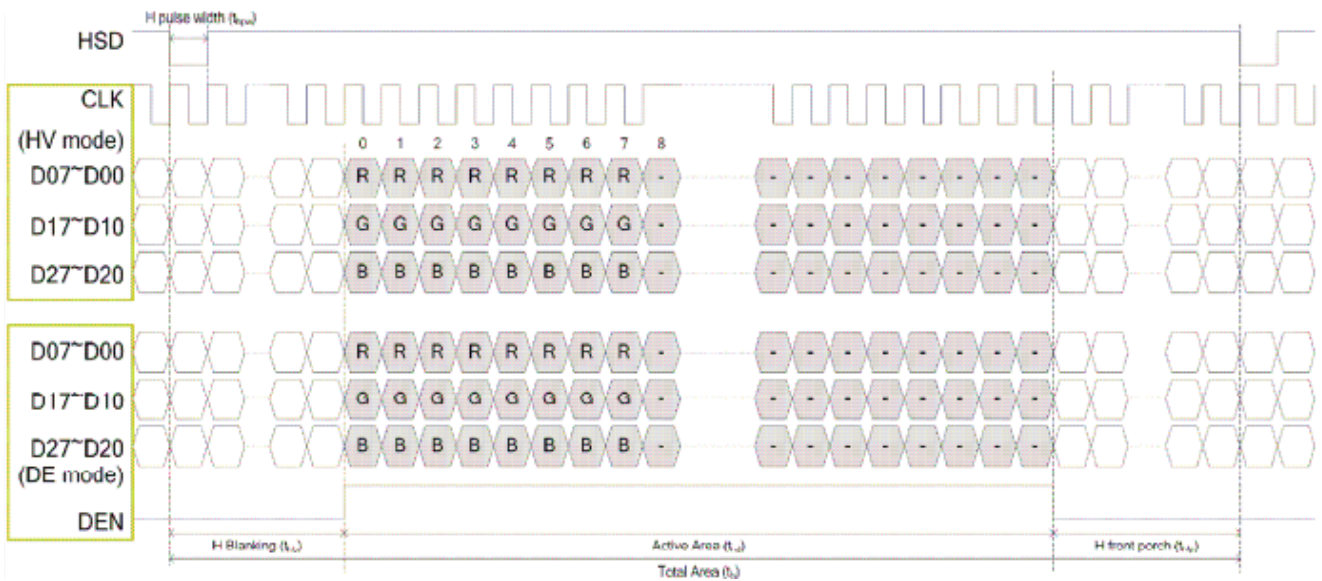 H pulse width (thpw)
HSD
CLK
(HV mode)
0 1 2 3 4 5 6 7 8
D07~D00
R R R R R R R R - - - - - - - - -
D17~D10
G G G G G G G G - - - - - - - - -
D27~D20
B B B B B B B B - - - - - - - - -
D07~D00
R R R R R R R R - - - - - - - - -
D17~D10
G G G G G G G G - - - - - - - - -
D27~D20
B B B B B B B B - - - - - - - - -
(DE mode)
DEN
H Blanking
Active Area
H front porch
Total Area